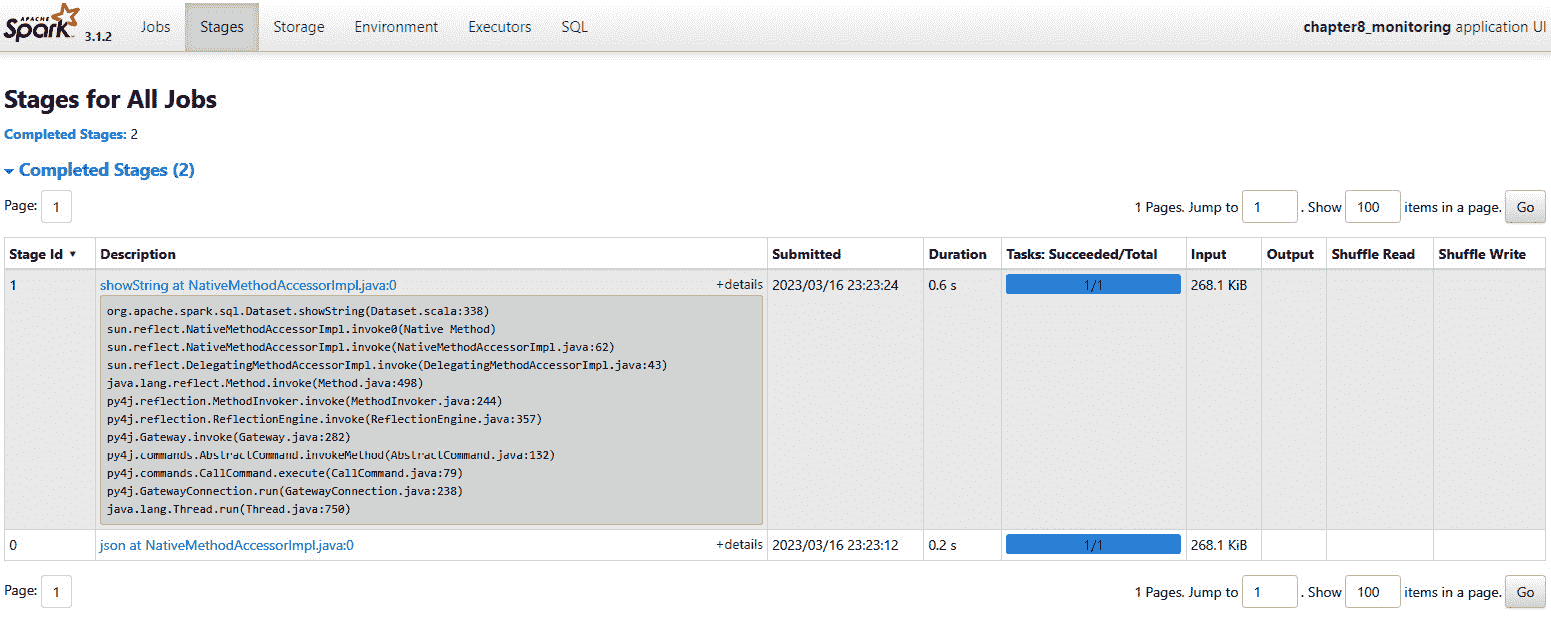 APACHE Spark 3.1.2 Jobs Stages Storage Environment Executors SQL chapter8_monitoring application UI
Stages for All Jobs
Completed Stages: 2
Completed Stages (2)
Page: 1 1 Pages. Jump to 1 . Show 100 items in a page. Go
Stage Id ▾ Description Submitted Duration Tasks: Succeeded/Total Input Output Shuffle Read Shuffle Write
1 showString at NativeMethodAccessorImpl.java:0 +details 2023/03/16 23:23:24 0.6 s 1/1 268.1 KiB
org.apache.spark.sql.Dataset.showString(Dataset.scala:338)
sun.reflect.NativeMethodAccessorImpl.invoke0(Native Method)
sun.reflect.NativeMethodAccessorImpl.invoke(NativeMethodAccessorImpl.java:62)
sun.reflect.DelegatingMethodAccessorImpl.invoke(DelegatingMethodAccessorImpl.java:43)
java.lang.reflect.Method.invoke(Method.java:498)
py4j.reflection.MethodInvoker.invoke(MethodInvoker.java:244)
py4j.reflection.ReflectionEngine.invoke(ReflectionEngine.java:357)
py4j.Gateway.invoke(Gateway.java:282)
py4j.commands.AbstractCommand.invokeMethod(AbstractCommand.java:132)
py4j.commands.CallCommand.execute(CallCommand.java:79)
py4j.GatewayConnection.run(GatewayConnection.java:238)
java.lang.Thread.run(Thread.java:750)
0 json at NativeMethodAccessorImpl.java:0 +details 2023/03/16 23:23:12 0.2 s 1/1 268.1 KiB
Page: 1 1 Pages. Jump to 1 . Show 100 items in a page. Go